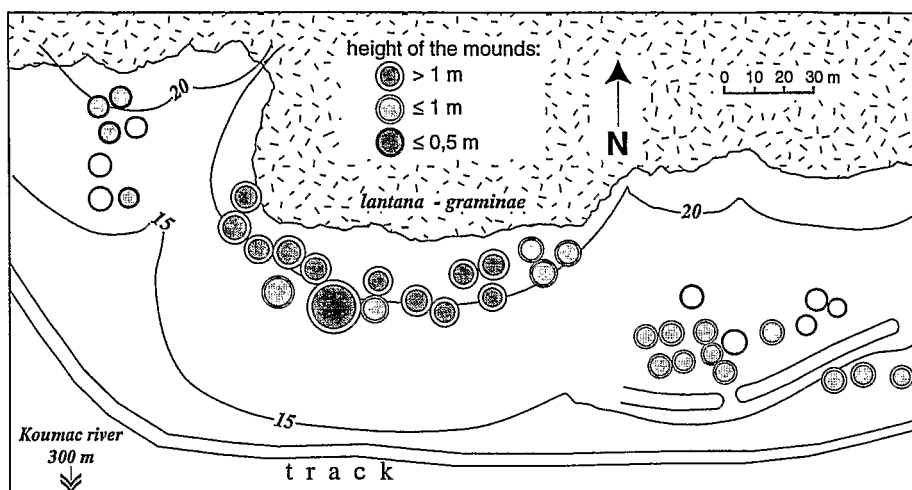 height of the mounds:
> 1 m
≤ 1 m
≤ 0,5 m
0 10 20 30 m
N
lantana - graminae
20
20
15
15
Koumac river
300 m
track